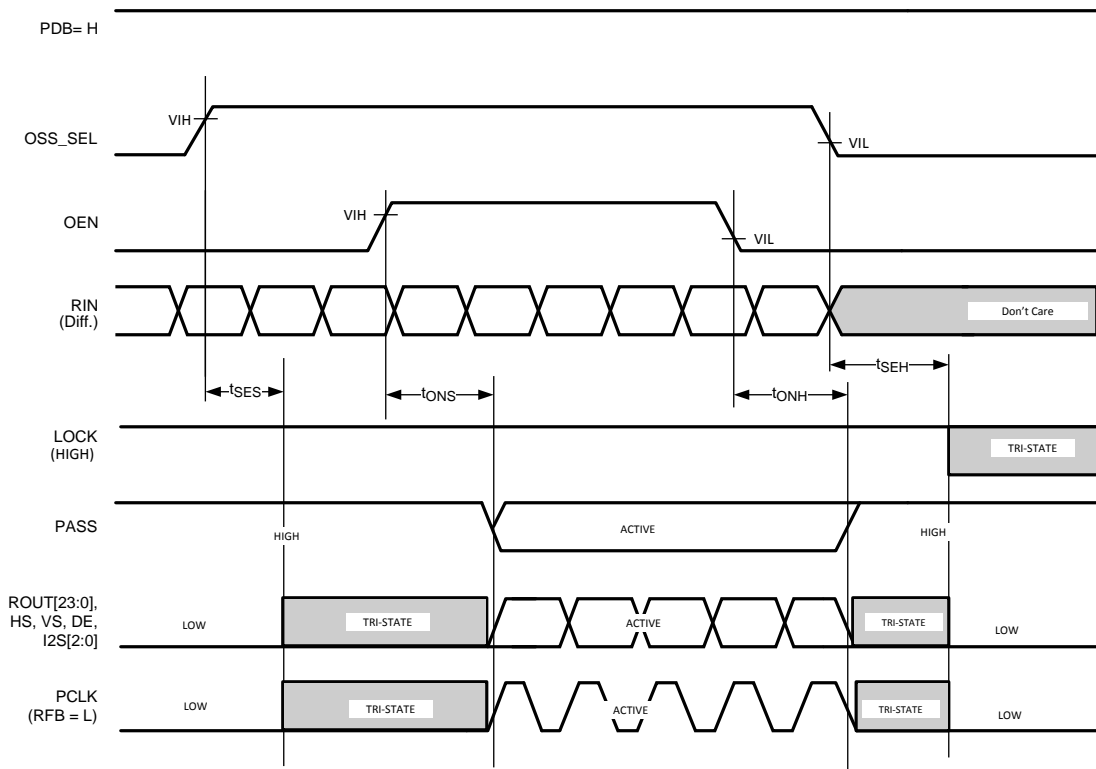 PDB= H
VIH
OSS_SEL
VIL
VIH
OEN
VIL
RIN
(Diff.)
Don't Care
tSES
tONS
tONH
tSEH
LOCK
(HIGH)
TRI-STATE
PASS
HIGH
ACTIVE
HIGH
ROUT[23:0],
HS, VS, DE,
I2S[2:0]
LOW
TRI-STATE
ACTIVE
TRI-STATE
LOW
PCLK
(RFB = L)
LOW
TRI-STATE
ACTIVE
TRI-STATE
LOW